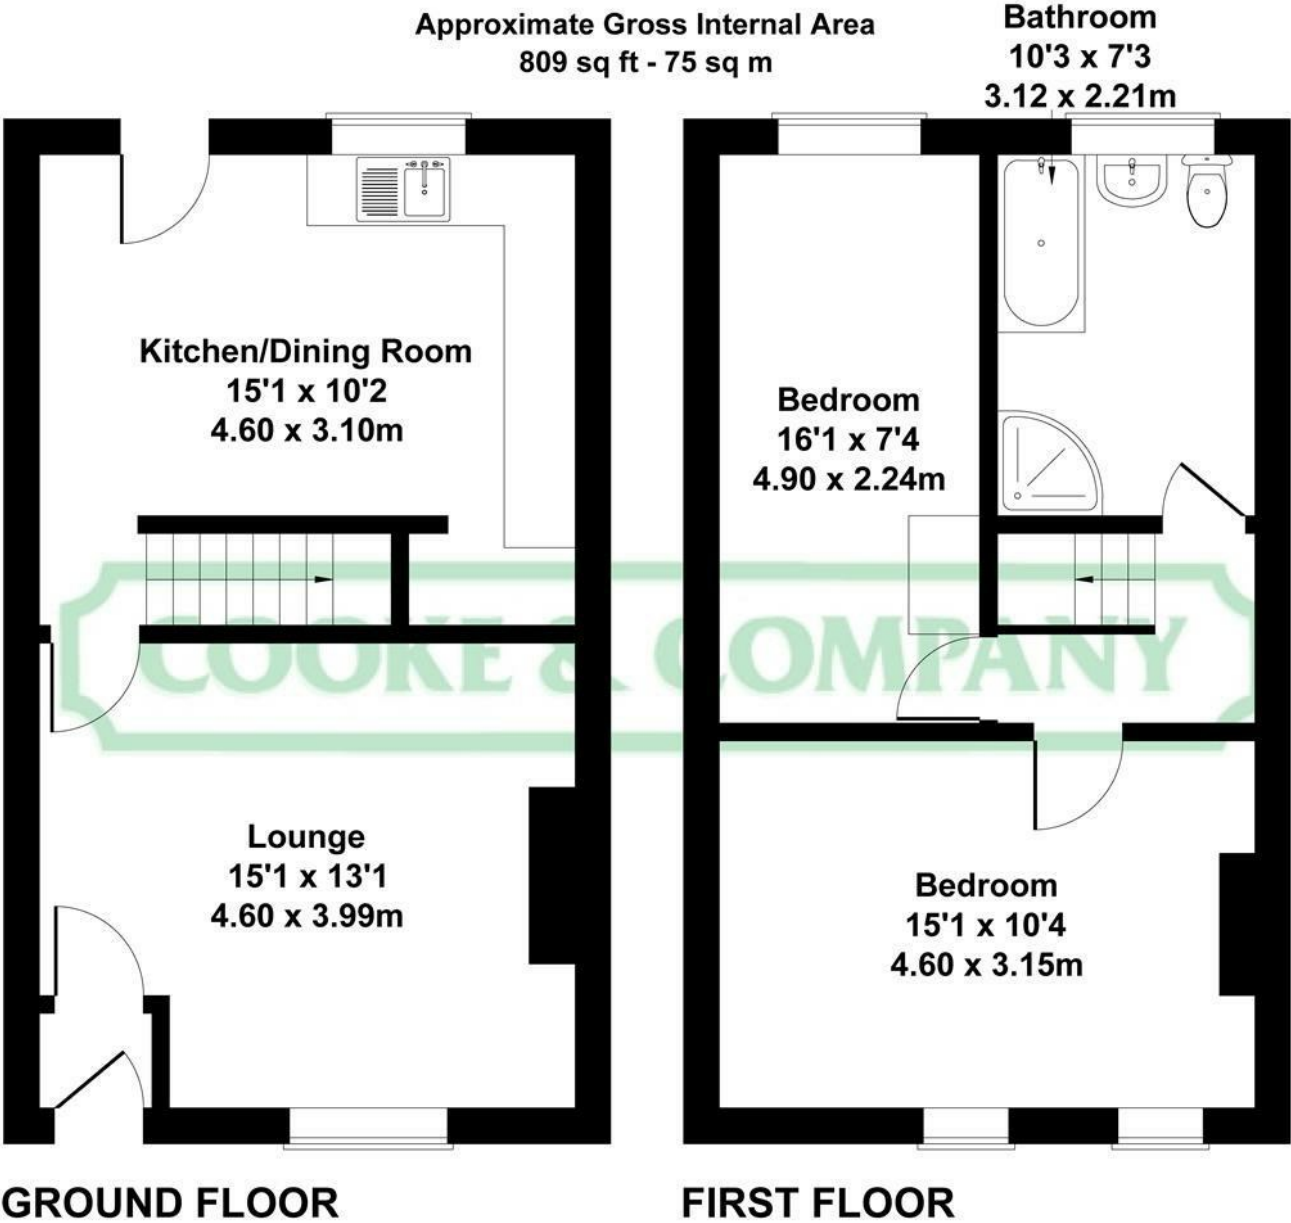 Approximate Gross Internal Area
809 sq ft - 75 sq m
Bathroom
10'3 x 7'3
3.12 x 2.21m
Kitchen/Dining Room
15'1 x 10'2
4.60 x 3.10m
Bedroom
16'1 x 7'4
4.90 x 2.24m
COOKE & COMPANY
Lounge
15'1 x 13'1
4.60 x 3.99m
Bedroom
15'1 x 10'4
4.60 x 3.15m
GROUND FLOOR
FIRST FLOOR